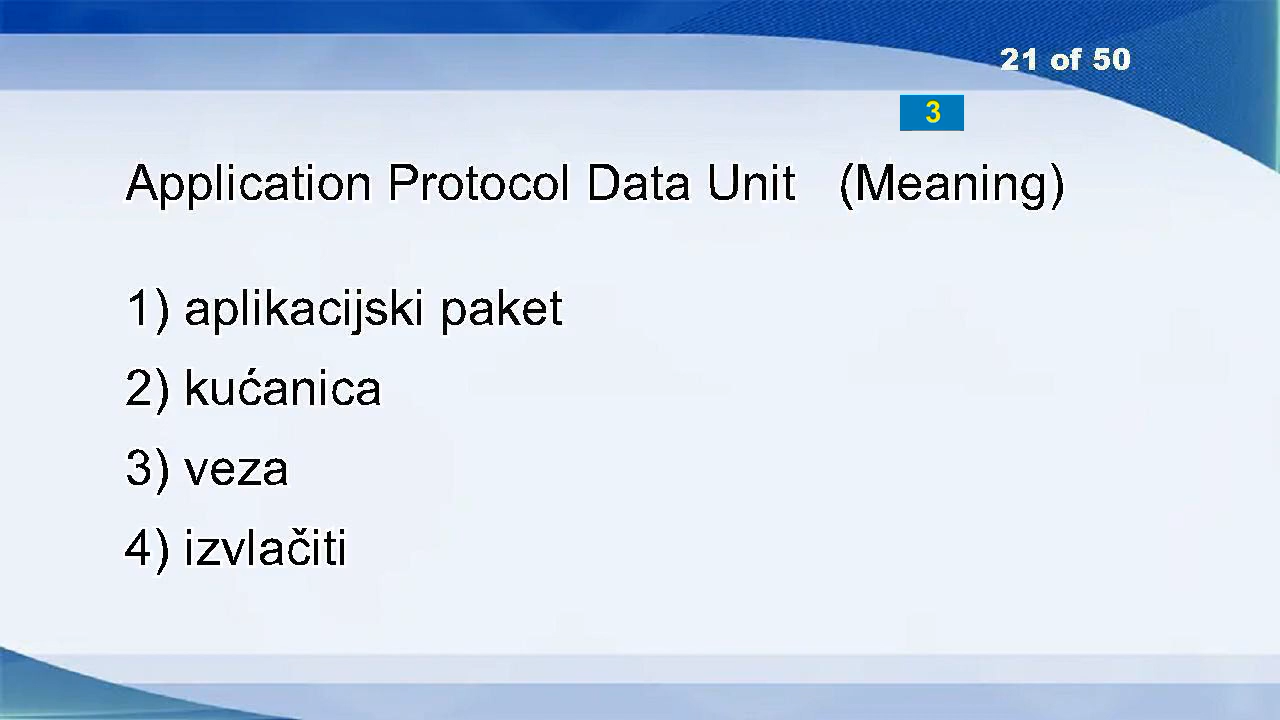 21 of 50
3
Application Protocol Data Unit (Meaning)
1) aplikacijski paket
2) kućanica
3) veza
4) izvlačiti